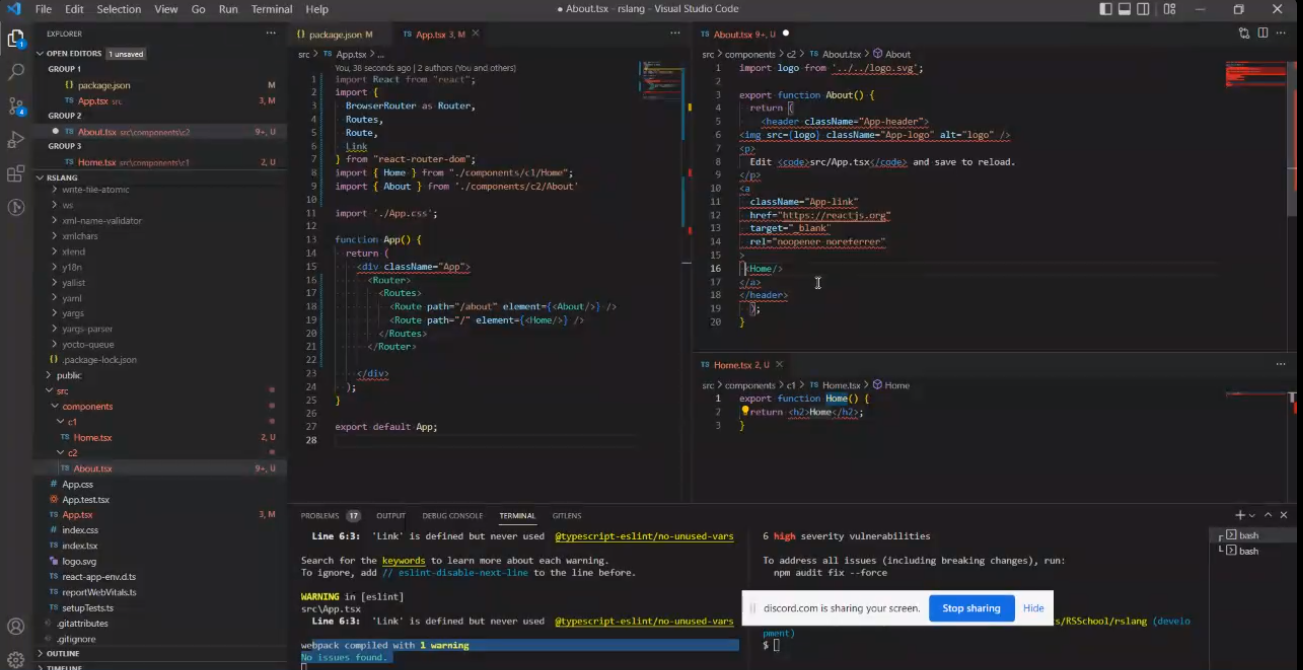 File Edit Selection View Go Run Terminal Help
● About.tsx - rslang - Visual Studio Code
EXPLORER
OPEN EDITORS 1 unsaved
GROUP 1
package.json M
App.tsx src 3, M
GROUP 2
About.tsx src\components\c2 9+, U
GROUP 3
Home.tsx src\components\c1 2, U
RSLANG
write-file-atomic
ws
xml-name-validator
xmlchars
xtend
y18n
yallist
yaml
yargs
yargs-parser
yocto-queue
{} .package-lock.json
public
src
components
c1
TS Home.tsx 2, U
c2
TS About.tsx 9+, U
# App.css
App.test.tsx
TS App.tsx 3, M
# index.css
TS index.tsx
logo.svg
TS react-app-env.d.ts
TS reportWebVitals.ts
TS setupTests.ts
.gitattributes
.gitignore
OUTLINE
TIMELINE
{} package.json M TS App.tsx 3, M
src > TS App.tsx > ...
You, 38 seconds ago | 2 authors (You and others)
1 import React from "react";
2 import {
3 BrowserRouter as Router,
4 Routes,
5 Route,
6 Link
7 } from "react-router-dom";
8 import { Home } from "./components/c1/Home";
9 import { About } from './components/c2/About'
10
11 import './App.css';
12
13 function App() {
14 return (
15 <div className="App">
16 <Router>
17 <Routes>
18 <Route path="/about" element={<About/>} />
19 <Route path="/" element={<Home/>} />
20 </Routes>
21 </Router>
22
23 </div>
24 );
25 }
26
27 export default App;
28
TS About.tsx 9+, U ●
src > components > c2 > TS About.tsx > About
1 import logo from '../../logo.svg';
2
3 export function About() {
4 return (
5 <header className="App-header">
6 <img src={logo} className="App-logo" alt="logo" />
7 <p>
8 Edit <code>src/App.tsx</code> and save to reload.
9 </p>
10 <a
11 className="App-link"
12 href="https://reactjs.org"
13 target="_blank"
14 rel="noopener noreferrer"
15 >
16 <Home/>
17 </a>
18 </header>
19 );
20 }
TS Home.tsx 2, U
src > components > c1 > TS Home.tsx > Home
1 export function Home() {
2 return <h2>Home</h2>;
3 }
PROBLEMS 17 OUTPUT DEBUG CONSOLE TERMINAL GITLENS
Line 6:3: 'Link' is defined but never used @typescript-eslint/no-unused-vars
Search for the keywords to learn more about each warning.
To ignore, add // eslint-disable-next-line to the line before.
WARNING in [eslint]
src\App.tsx
Line 6:3: 'Link' is defined but never used @typescript-eslint/no-unused-vars
webpack compiled with 1 warning
No issues found.
6 high severity vulnerabilities
To address all issues (including breaking changes), run:
npm audit fix --force
s/RSSchool/rslang (develo
pment)
$
bash
bash
discord.com is sharing your screen. Stop sharing Hide